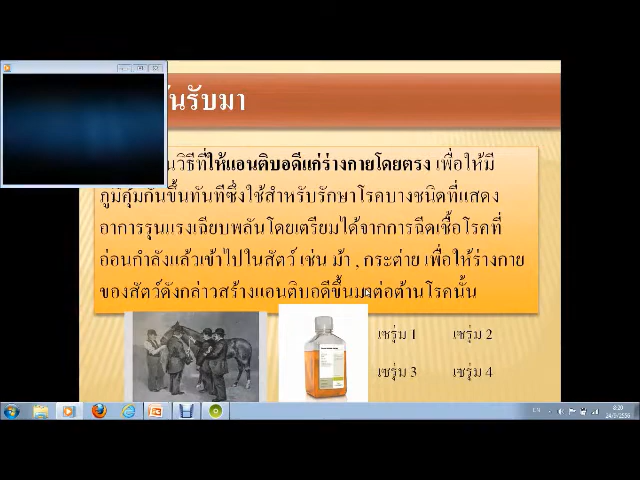 นรับมา
นวิธีที่ให้แอนติบอดีแก่ร่างกายโดยตรง เพื่อให้มี
ภูมิคุ้มกันขึ้นทันทีซึ่งใช้สำหรับรักษาโรคบางชนิดที่แสดง
อาการรุนแรงเฉียบพลันโดยเตรียมได้จากการฉีดเชื้อโรคที่
อ่อนกำลังแล้วเข้าไปในสัตว์ เช่น ม้า , กระต่าย เพื่อให้ร่างกาย
ของสัตว์ดังกล่าวสร้างแอนติบอดีขึ้นมาต่อต้านโรคนั้น
เซรุ่ม 1 เซรุ่ม 2
เซรุ่ม 3 เซรุ่ม 4
EN
8:20
24/5/2556